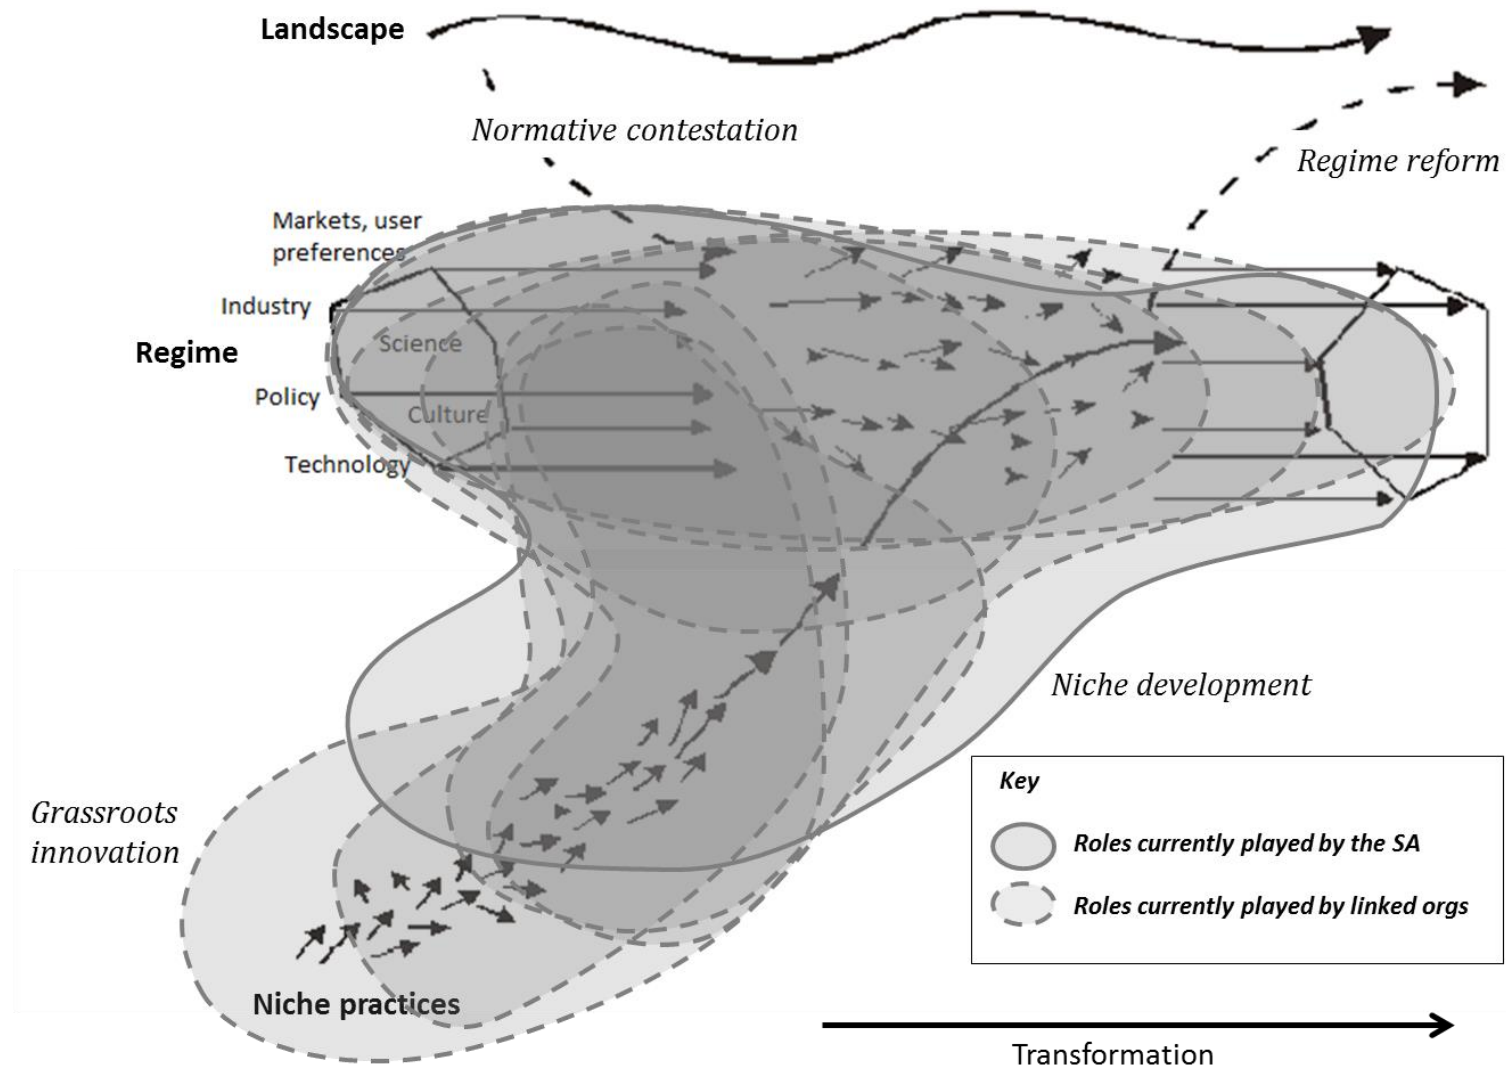 Landscape
Normative contestation
Regime reform
Markets, user
preferences
Industry
Science
Regime
Policy
Culture
Technology
Niche development
Grassroots
innovation
Key
Roles currently played by the SA
Roles currently played by linked orgs
Niche practices
Transformation